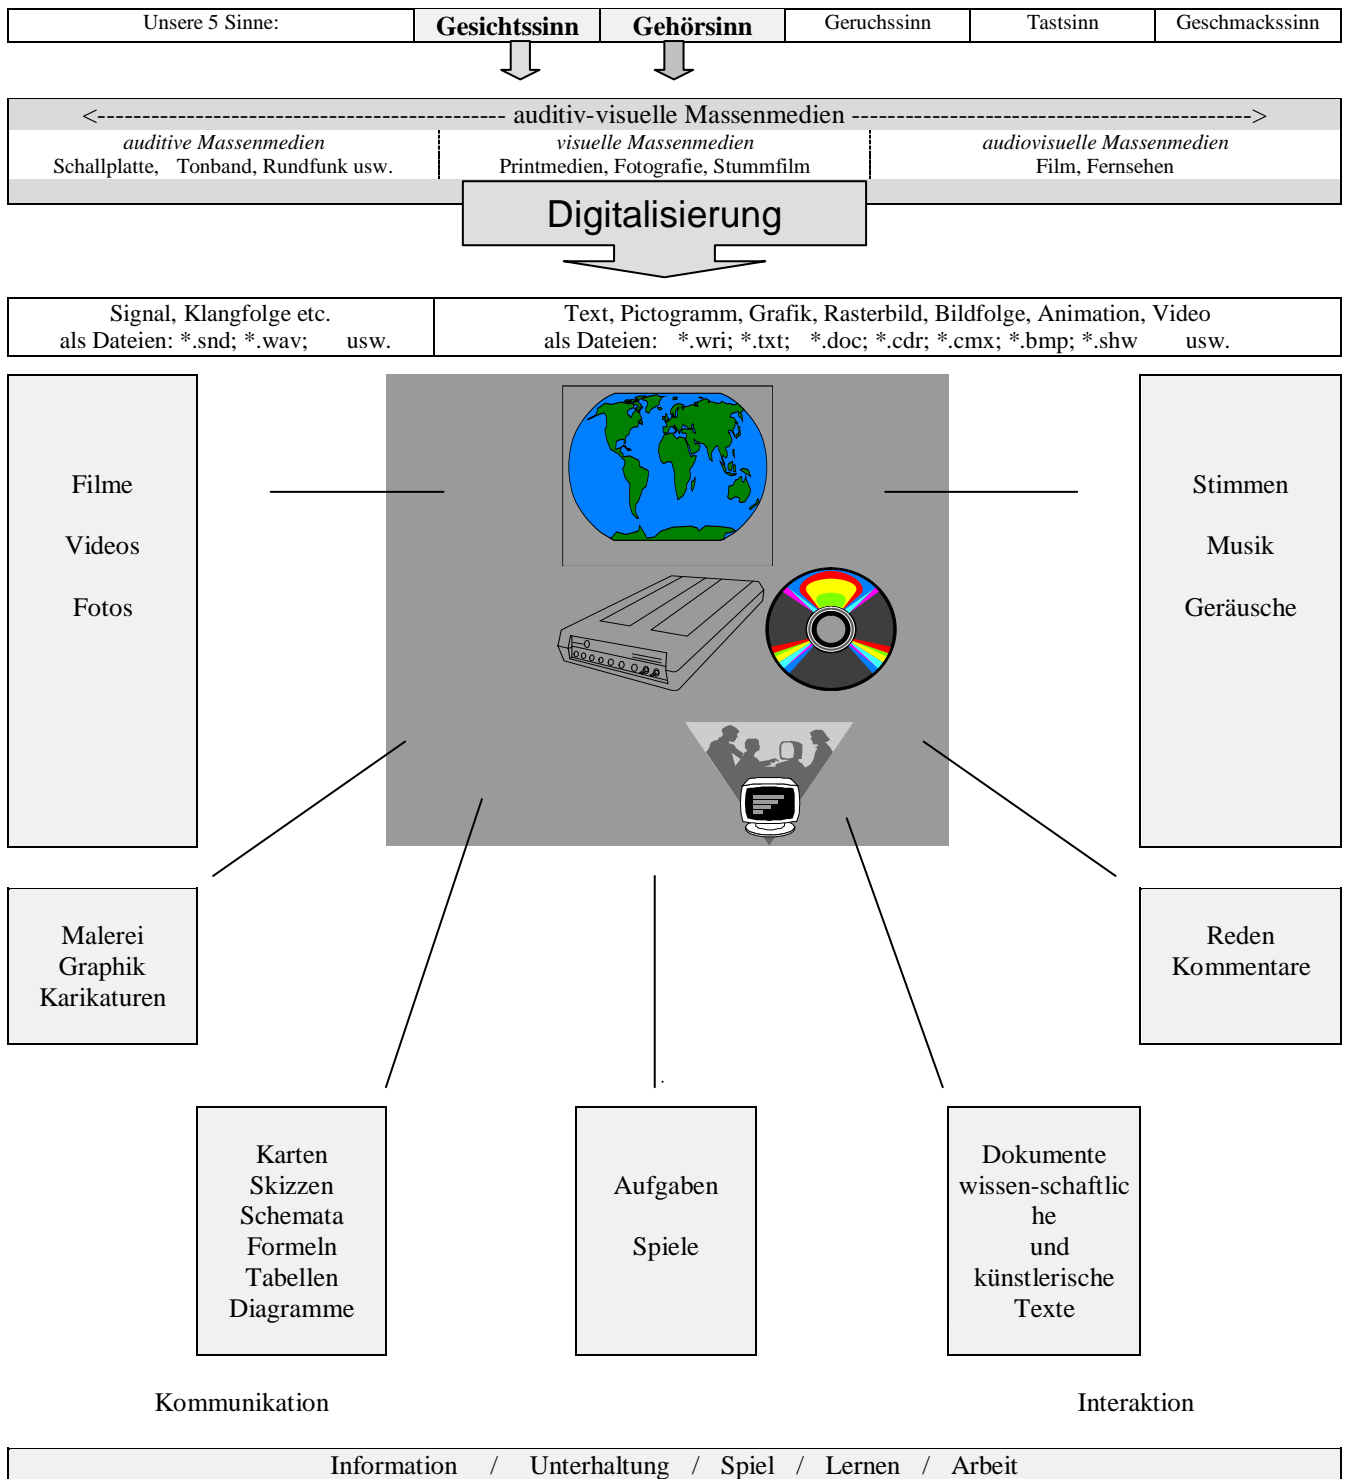 Unsere 5 Sinne: Gesichtssinn Gehörsinn Geruchssinn Tastsinn Geschmackssinn
<--------------------------------------------- auditiv-visuelle Massenmedien --------------------------------------------->
auditive Massenmedien visuelle Massenmedien audiovisuelle Massenmedien
Schallplatte, Tonband, Rundfunk usw. Printmedien, Fotografie, Stummfilm Film, Fernsehen
Digitalisierung
Signal, Klangfolge etc.
als Dateien: *.snd; *.wav; usw.
Text, Pictogramm, Grafik, Rasterbild, Bildfolge, Animation, Video
als Dateien: *.wri; *.txt; *.doc; *.cdr; *.cmx; *.bmp; *.shw usw.
Filme
Videos
Fotos
Stimmen
Musik
Geräusche
Malerei
Graphik
Karikaturen
Reden
Kommentare
Karten
Skizzen
Schemata
Formeln
Tabellen
Diagramme
.
Aufgaben
Spiele
Dokumente
wissen-schaftlic
he
und
künstlerische
Texte
Kommunikation Interaktion
Information / Unterhaltung / Spiel / Lernen / Arbeit